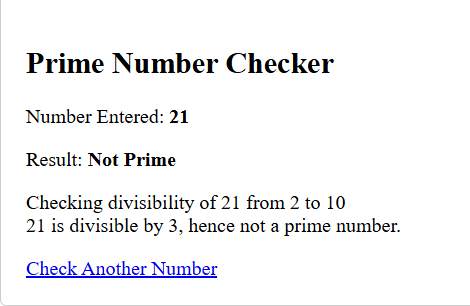 Prime Number Checker
Number Entered: 21
Result: Not Prime
Checking divisibility of 21 from 2 to 10
21 is divisible by 3, hence not a prime number.
Check Another Number